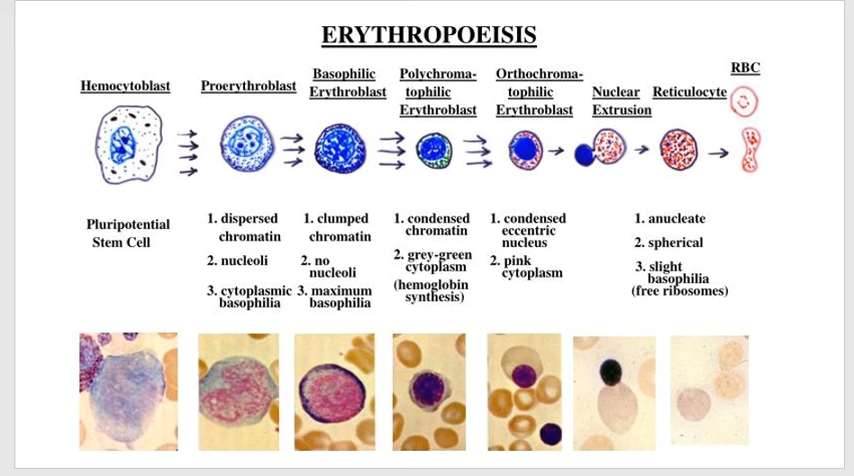 ERYTHROPOEISIS
Hemocytoblast
Proerythroblast
Basophilic
Erythroblast
Polychroma-
tophilic
Erythroblast
Orthochroma-
tophilic
Erythroblast
Nuclear
Extrusion
Reticulocyte
RBC
Pluripotential
Stem Cell
1. dispersed
chromatin
2. nucleoli
3. cytoplasmic
basophilia
1. clumped
chromatin
2. no
nucleoli
3. maximum
basophilia
1. condensed
chromatin
2. grey-green
cytoplasm
(hemoglobin
synthesis)
1. condensed
eccentric
nucleus
2. pink
cytoplasm
1. anucleate
2. spherical
3. slight
basophilia
(free ribosomes)